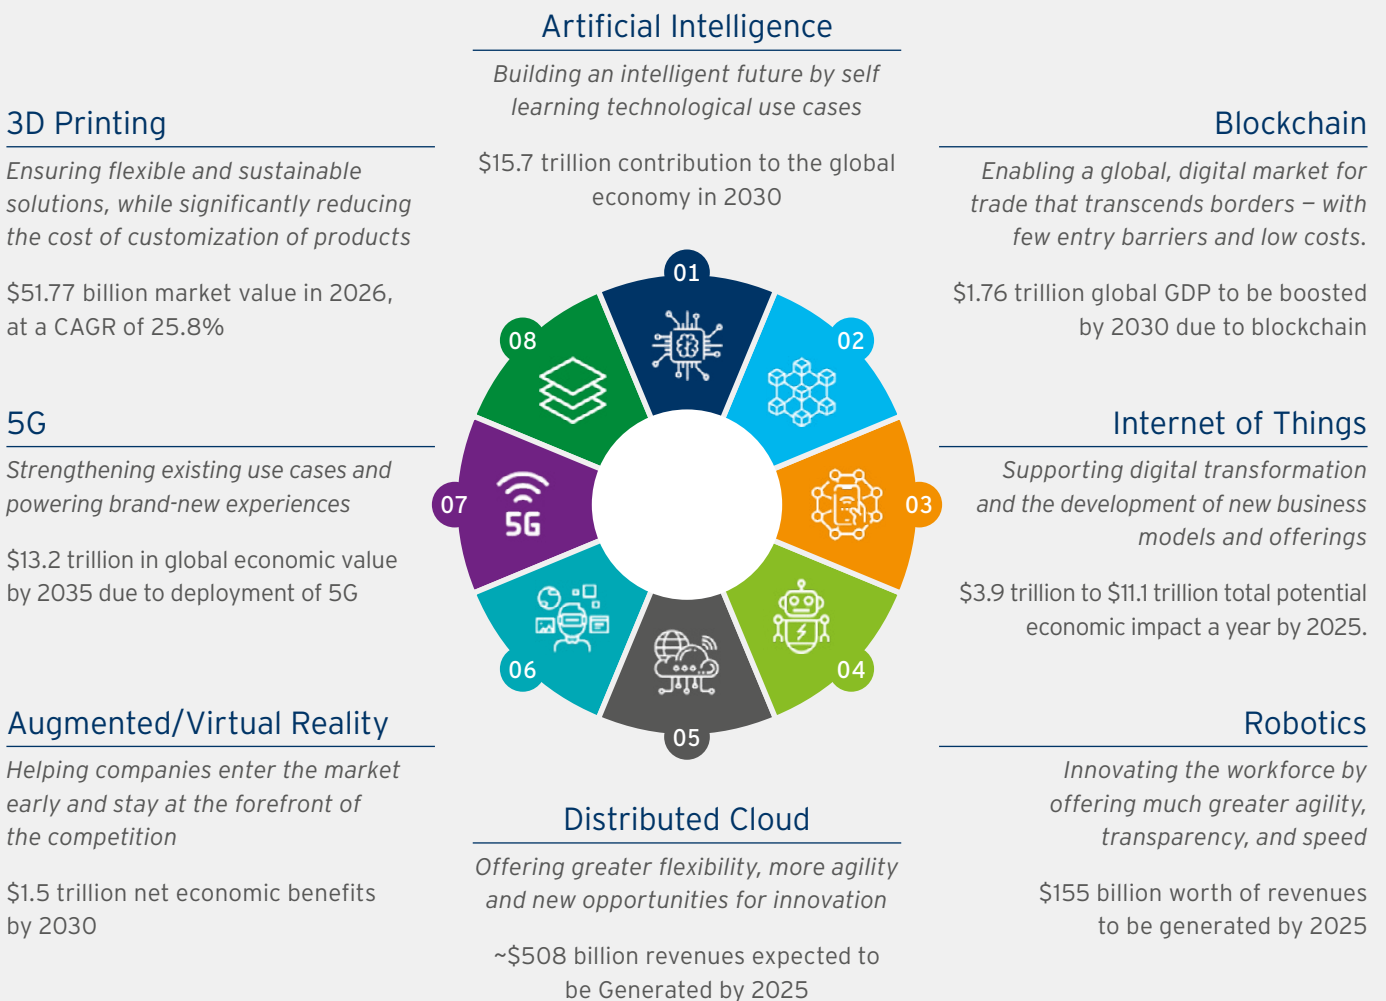 Artificial Intelligence
Building an intelligent future by self
learning technological use cases
$15.7 trillion contribution to the global
economy in 2030
3D Printing
Ensuring flexible and sustainable
solutions, while significantly reducing
the cost of customization of products
$51.77 billion market value in 2026,
at a CAGR of 25.8%
Blockchain
Enabling a global, digital market for
trade that transcends borders – with
few entry barriers and low costs.
$1.76 trillion global GDP to be boosted
by 2030 due to blockchain
01
02
03
04
05
06
07
08
5G
5G
Strengthening existing use cases and
powering brand-new experiences
$13.2 trillion in global economic value
by 2035 due to deployment of 5G
Internet of Things
Supporting digital transformation
and the development of new business
models and offerings
$3.9 trillion to $11.1 trillion total potential
economic impact a year by 2025.
Augmented/Virtual Reality
Helping companies enter the market
early and stay at the forefront of
the competition
$1.5 trillion net economic benefits
by 2030
Distributed Cloud
Offering greater flexibility, more agility
and new opportunities for innovation
~$508 billion revenues expected to
be Generated by 2025
Robotics
Innovating the workforce by
offering much greater agility,
transparency, and speed
$155 billion worth of revenues
to be generated by 2025